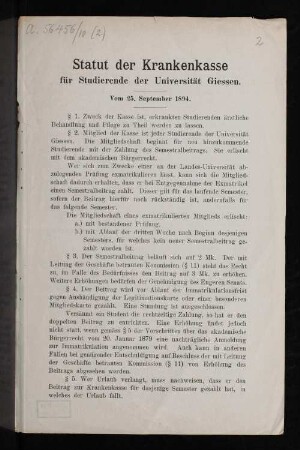 A. 56456/10 (2)
2
Statut der Krankenkasse
für Studierende der Universität Giessen.
Vom 25. September 1894.
§ 1. Zweck der Kasse ist, erkrankten Studierenden ärztliche
Behandlung und Pflege zu Theil werden zu lassen.
§ 2. Mitglied der Kasse ist jeder Studierende der Universität
Giessen. Die Mitgliedschaft beginnt für neu hinzukommende
Studierende mit der Zahlung des Semestralbeitrags. Sie erlischt
mit dem akademischen Bürgerrecht.
Wer sich zum Zwecke einer an der Landes-Universität ab-
zulegenden Prüfung exmatrikulieren lässt, kann sich die Mitglied-
schaft dadurch erhalten, dass er bei Entgegennahme der Exmatrikel
einen Semestralbeitrag zahlt. Dieser gilt für das laufende Semester,
sofern der Beitrag hierfür noch rückständig ist, anderenfalls für
das folgende Semester.
Die Mitgliedschaft eines exmatrikulierten Mitglieds erlischt:
a.) mit bestandener Prüfung,
b.) mit Ablauf der dritten Woche nach Beginn desjenigen
Semesters, für welches kein neuer Semestralbeitrag ge-
zahlt worden ist.
§ 3. Der Semestralbeitrag beläuft sich auf 2 Mk. Der mit
Leitung der Geschäfte betrauten Kommission (§ 11) steht das Recht
zu, im Falle des Bedürfnisses den Beitrag auf 3 Mk. zu erhöhen.
Weitere Erhöhungen bedürfen der Genehmigung des Engeren Senats.
§ 4. Der Beitrag wird vor Ablauf der Immatrikulationsfrist
gegen Aushändigung der Legitimationskarte oder einer besonderen
Mitgliedskarte gezahlt. Eine Stundung ist ausgeschlossen.
Versäumt ein Student die rechtzeitige Zahlung, so hat er den
doppelten Beitrag zu entrichten. Diese Erhöhung findet jedoch
nicht statt, wenn gemäss § 5 der Vorschriften über das akademische
Bürgerrecht vom 20. Januar 1879 eine nachträgliche Anmeldung
zur Immatrikulation angenommen wird. Auch kann in anderen
Fällen bei genügender Entschuldigung auf Beschluss der mit Leitung
der Geschäfte betrauten Kommission (§ 11) von Erhöhung des
Beitrags abgesehen werden.
§ 5. Wer Urlaub verlangt, muss nachweisen, dass er den
Beitrag zur Krankenkasse für dasjenige Semester gezahlt hat, in
welches der Urlaub fällt.